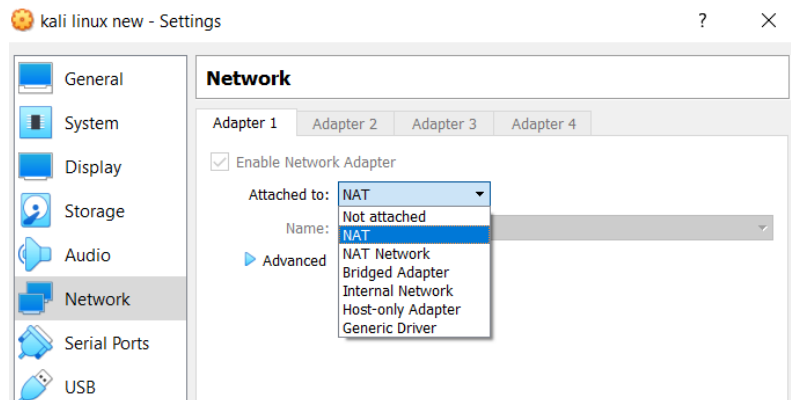 kali linux new - Settings
?
General
System
Display
Storage
Audio
Network
Serial Ports
USB
Network
Adapter 1
Adapter 2
Adapter 3
Adapter 4
Enable Network Adapter
Attached to:
NAT
Not attached
NAT
NAT Network
Bridged Adapter
Internal Network
Host-only Adapter
Generic Driver
Name:
Advanced